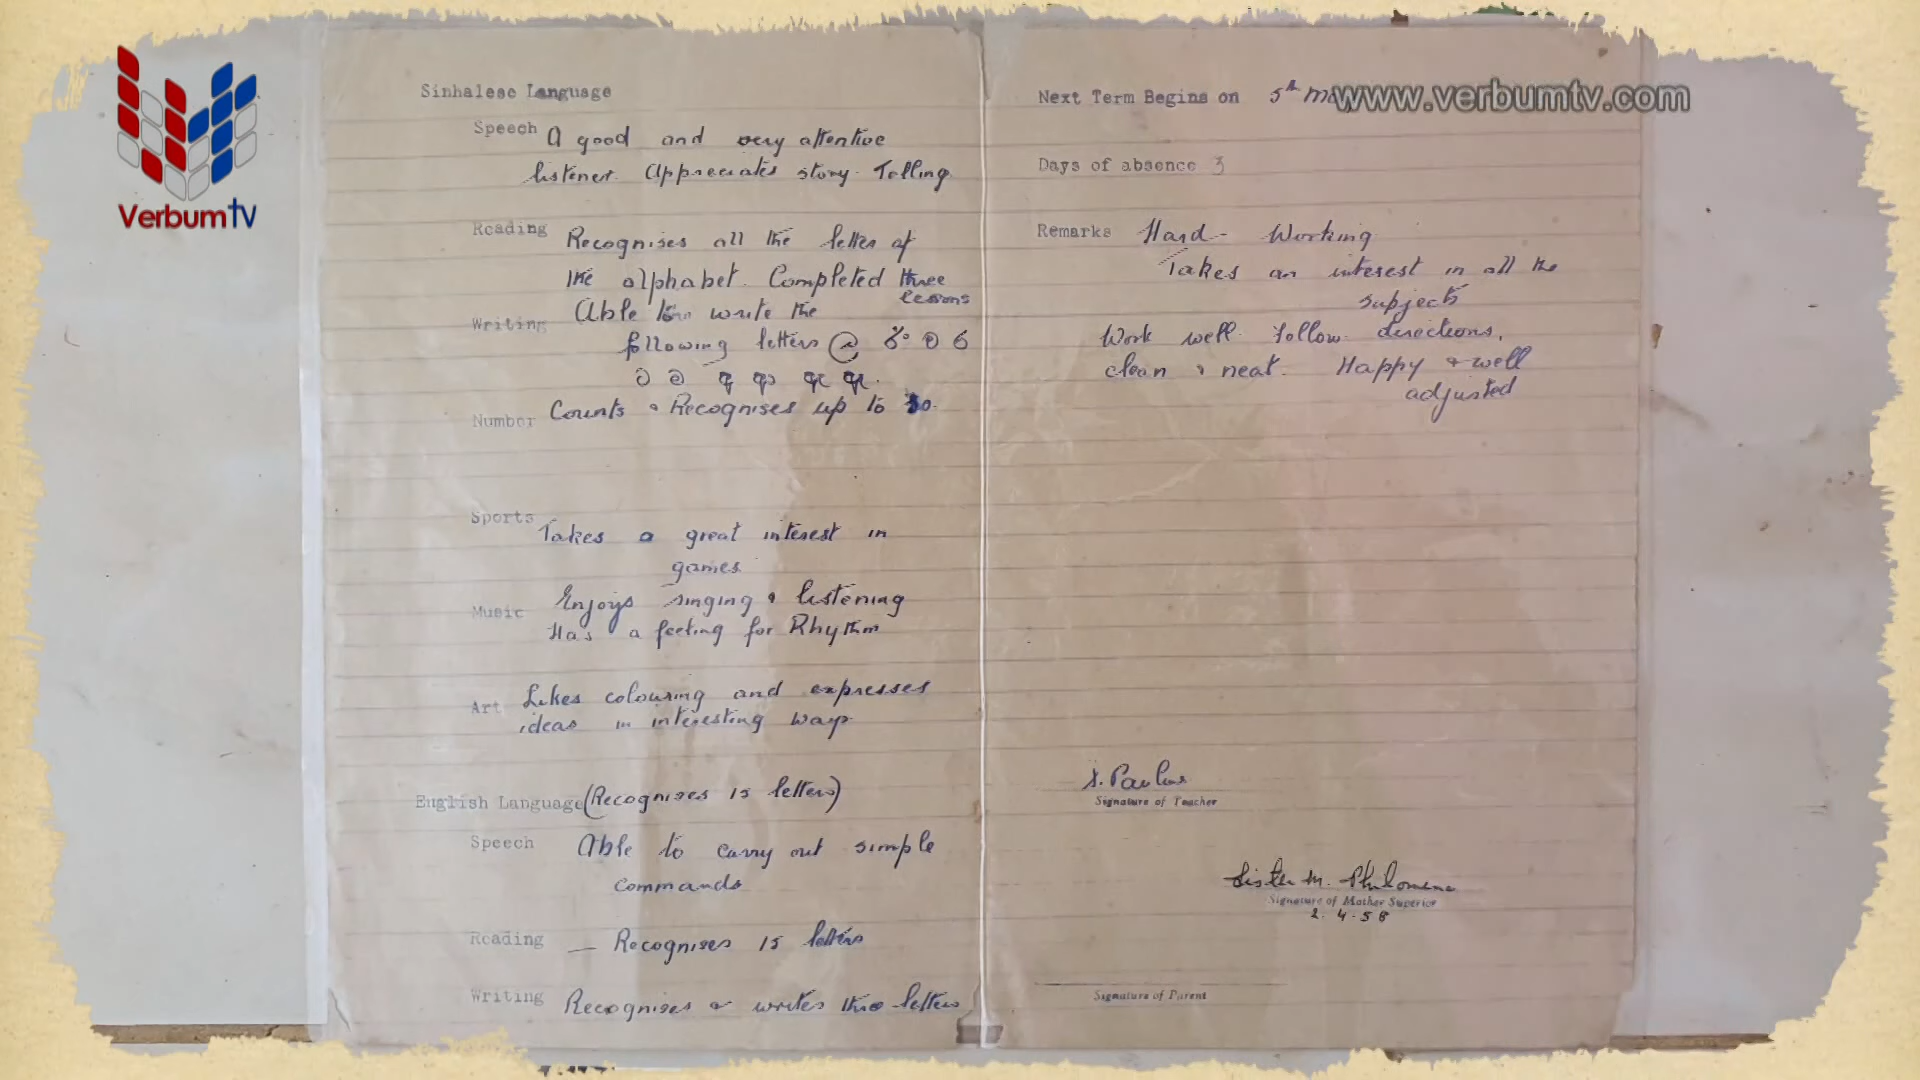 VerbumTV
www.verbumtv.com
Sinhalese Language
Speech A good and very attentive
listener. Appreciates story. Telling
Reading Recognises all the letter of
the alphabet. Completed three
lessons
Writing Able to write the
following letters
Number Counts & Recognises up to
Sports Takes a great interest in
games
Music Enjoys singing & listening
Has a feeling for Rhythm
Art Likes colouring and expresses
ideas in interesting ways
English Language (Recognises 15 letters)
Speech Able to carry out simple
commands
Reading — Recognises 15 letters
Writing Recognises & writes letters
Next Term Begins on 5th
Days of absence 3
Remarks Hard - Working
Takes an interest in all the
subjects
Work well. follow directions,
clean & neat. Happy & well
adjusted
S. Paulus
Signature of Teacher
Sister M. Philomena
Signature of Mother Superior
2.4.58
Signature of Parent